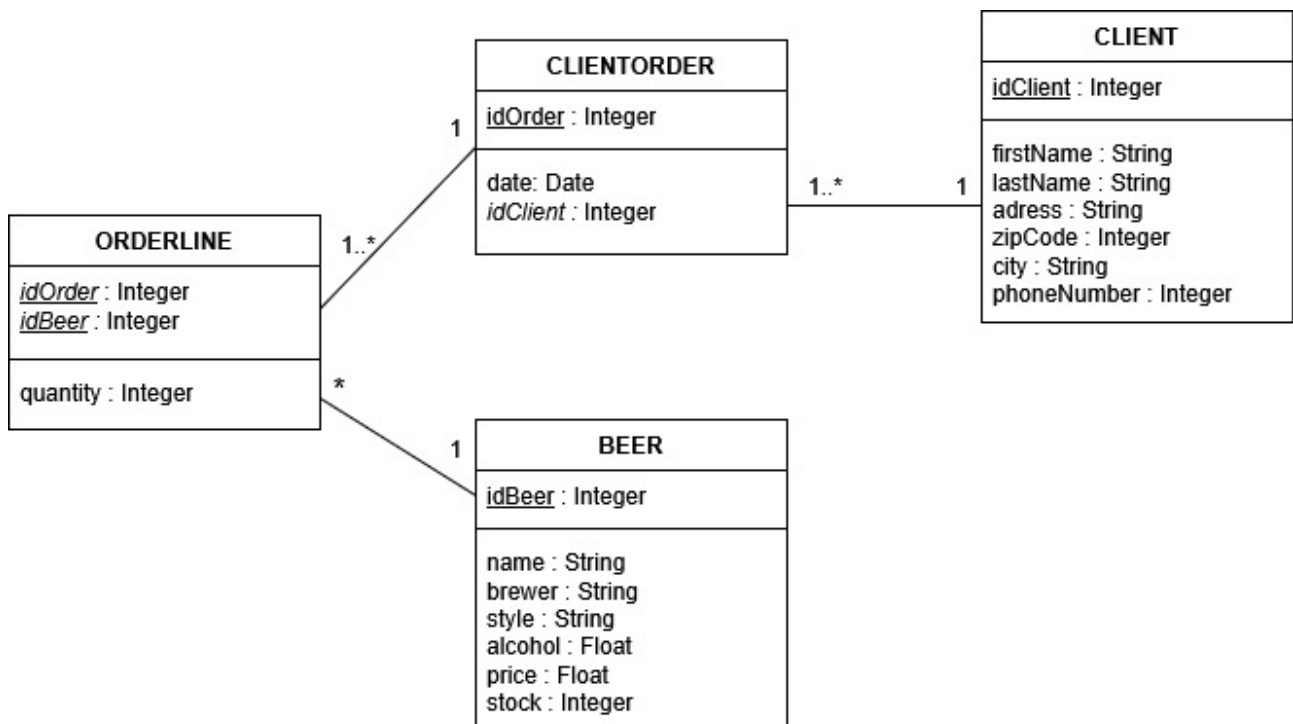 CLIENT
idClient : Integer
firstName : String
lastName : String
adress : String
zipCode : Integer
city : String
phoneNumber : Integer
CLIENTORDER
idOrder : Integer
date: Date
idClient : Integer
1
1..*
1..*
1
ORDERLINE
idOrder : Integer
idBeer : Integer
quantity : Integer
*
1
BEER
idBeer : Integer
name : String
brewer : String
style : String
alcohol : Float
price : Float
stock : Integer